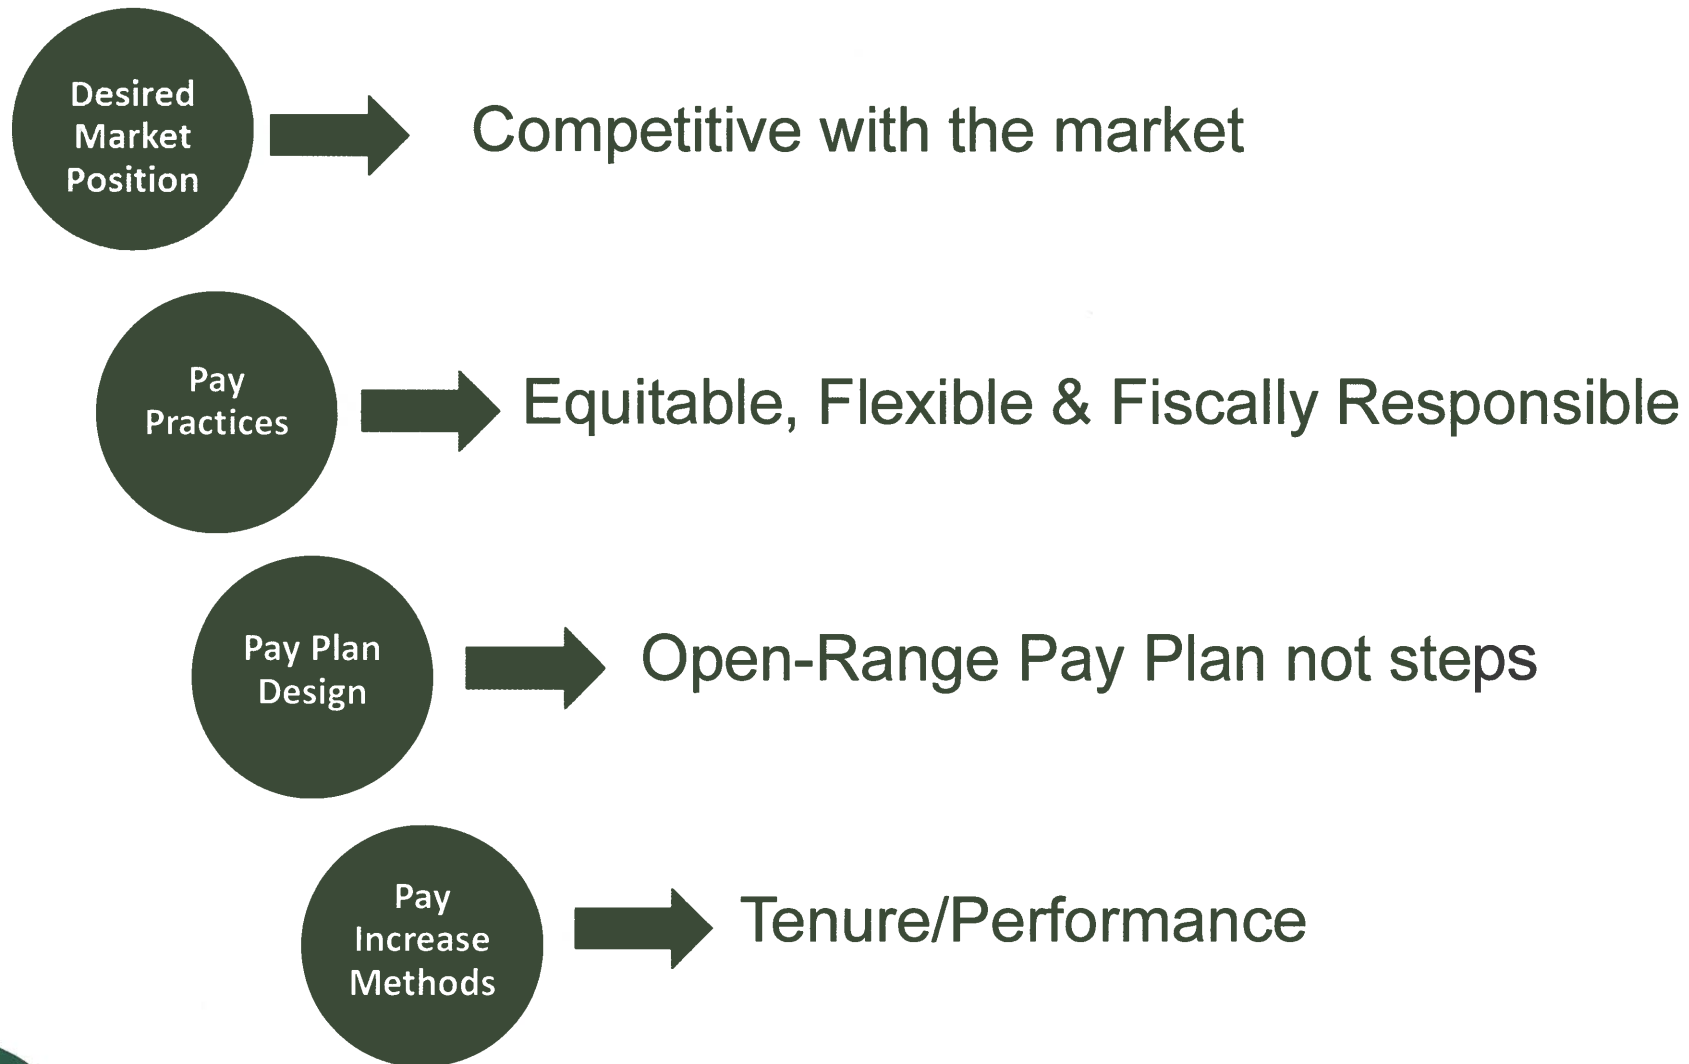 Desired
Market
Position
Competitive with the market
Pay
Practices
Equitable, Flexible & Fiscally Responsible
Pay Plan
Design
Open-Range Pay Plan not steps
Pay
Increase
Methods
Tenure/Performance